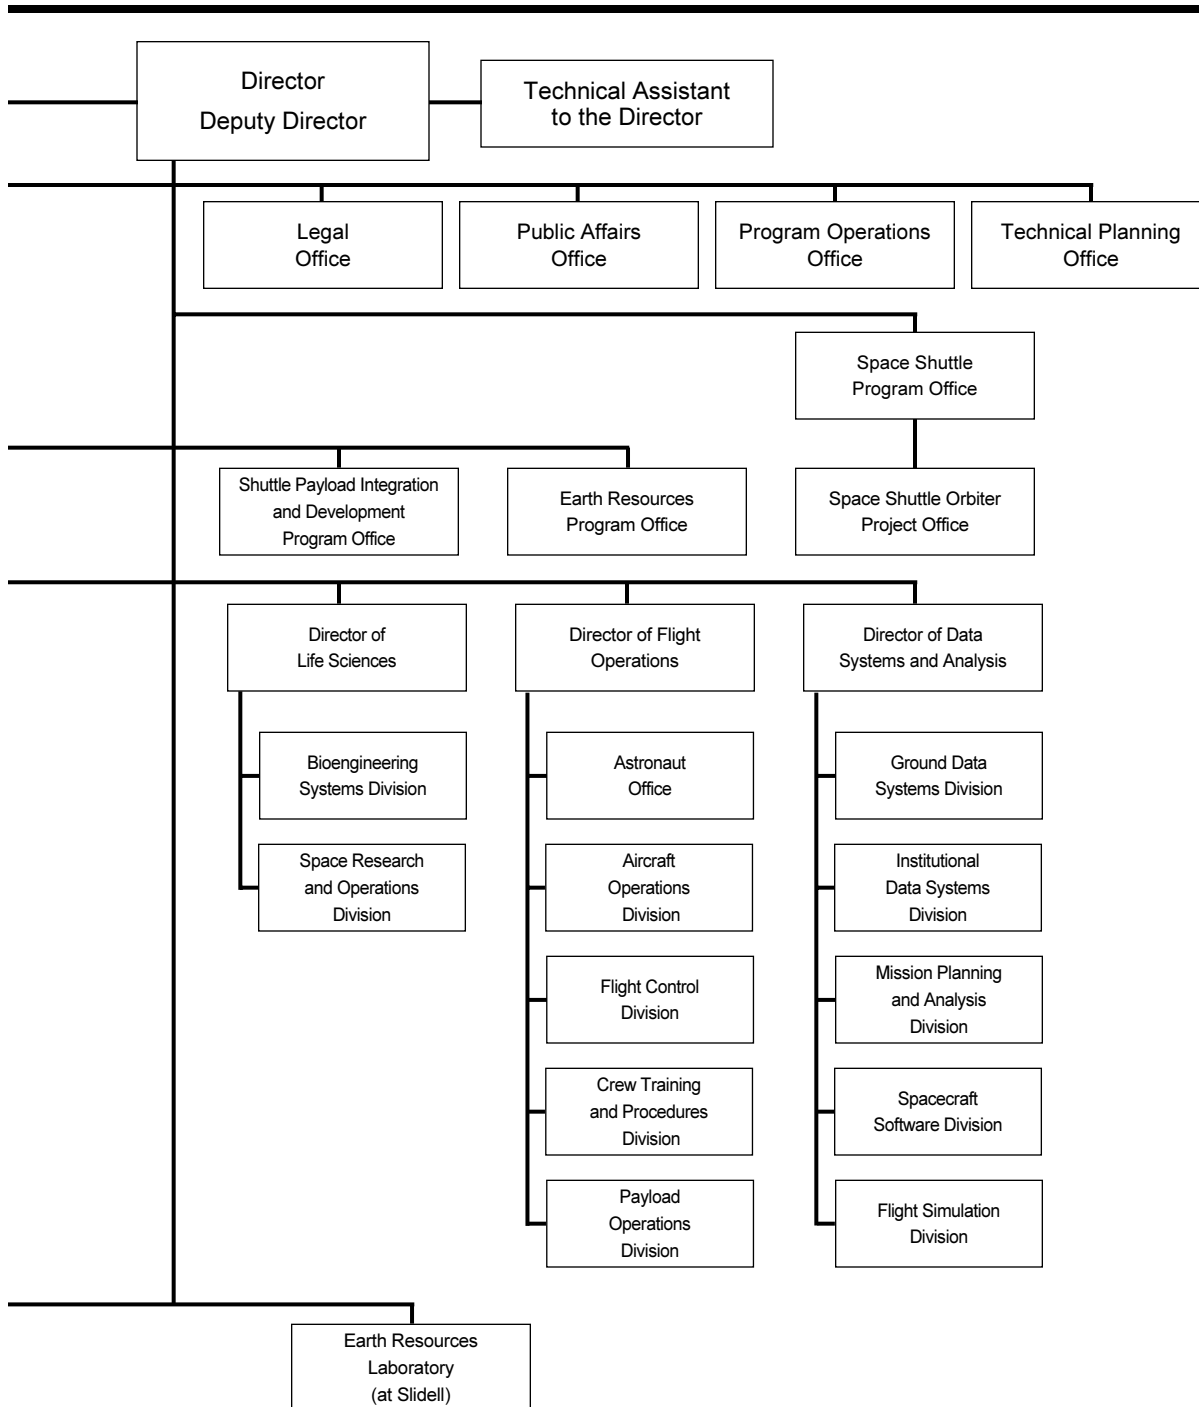 Director
Deputy Director
Technical Assistant
to the Director
Legal
Office
Public Affairs
Office
Program Operations
Office
Technical Planning
Office
Space Shuttle
Program Office
Shuttle Payload Integration
and Development
Program Office
Earth Resources
Program Office
Space Shuttle Orbiter
Project Office
Director of
Life Sciences
Director of Flight
Operations
Director of Data
Systems and Analysis
Bioengineering
Systems Division
Astronaut
Office
Ground Data
Systems Division
Space Research
and Operations
Division
Aircraft
Operations
Division
Institutional
Data Systems
Division
Flight Control
Division
Mission Planning
and Analysis
Division
Crew Training
and Procedures
Division
Spacecraft
Software Division
Payload
Operations
Division
Flight Simulation
Division
Earth Resources
Laboratory
(at Slidell)